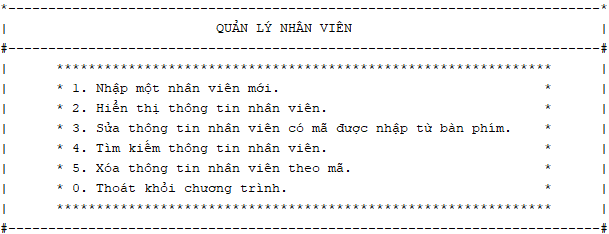 *---------------------------------------------------------------------------*
| QUẢN LÝ NHÂN VIÊN |
#---------------------------------------------------------------------------#
| ************************************************************** |
| * 1. Nhập một nhân viên mới. * |
| * 2. Hiển thị thông tin nhân viên. * |
| * 3. Sửa thông tin nhân viên có mã được nhập từ bàn phím. * |
| * 4. Tìm kiếm thông tin nhân viên. * |
| * 5. Xóa thông tin nhân viên theo mã. * |
| * 0. Thoát khỏi chương trình. * |
| ************************************************************** |
#---------------------------------------------------------------------------#